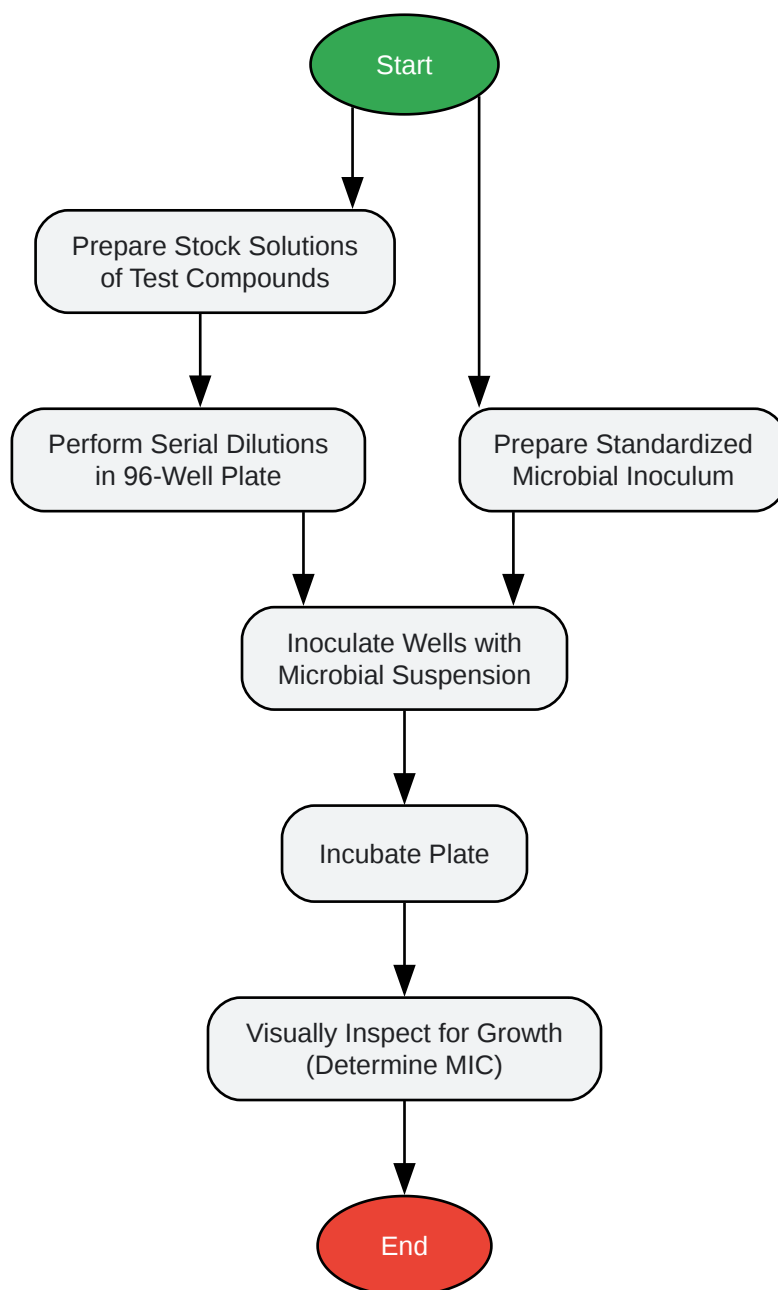 Start
Prepare Stock Solutions
of Test Compounds
Perform Serial Dilutions
in 96-Well Plate
Prepare Standardized
Microbial Inoculum
Inoculate Wells with
Microbial Suspension
Incubate Plate
Visually Inspect for Growth
(Determine MIC)
End